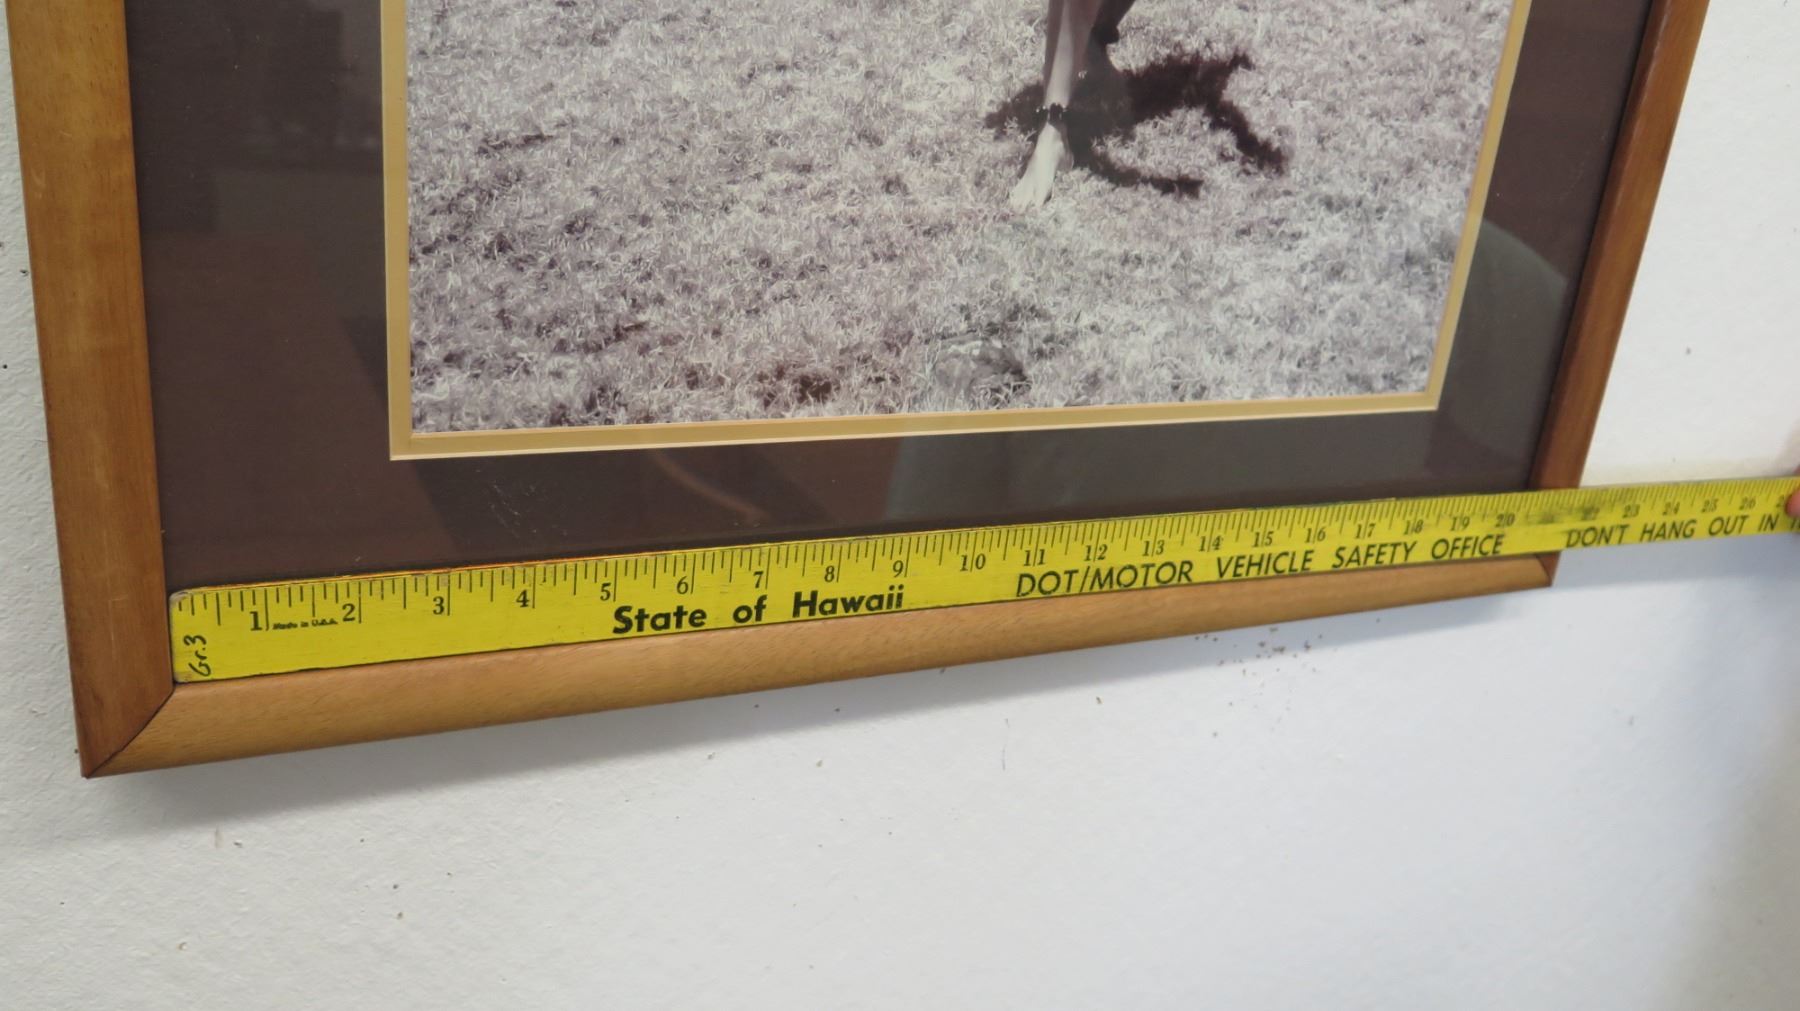 1 2 3 4 5 6 7 8 9 10 11 12 13 14 15 16 17 18 19 20 23 24 25 26
Made in U.S.A.
Gr.3
State of Hawaii DOT/MOTOR VEHICLE SAFETY OFFICE DON'T HANG OUT IN